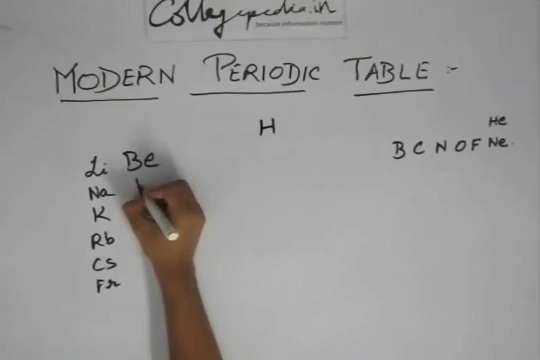 Collegepedia.in
because information matters
MODERN PERIODIC TABLE :-
H
He
B C N O F Ne
Li Be
Na
K
Rb
Cs
Fr